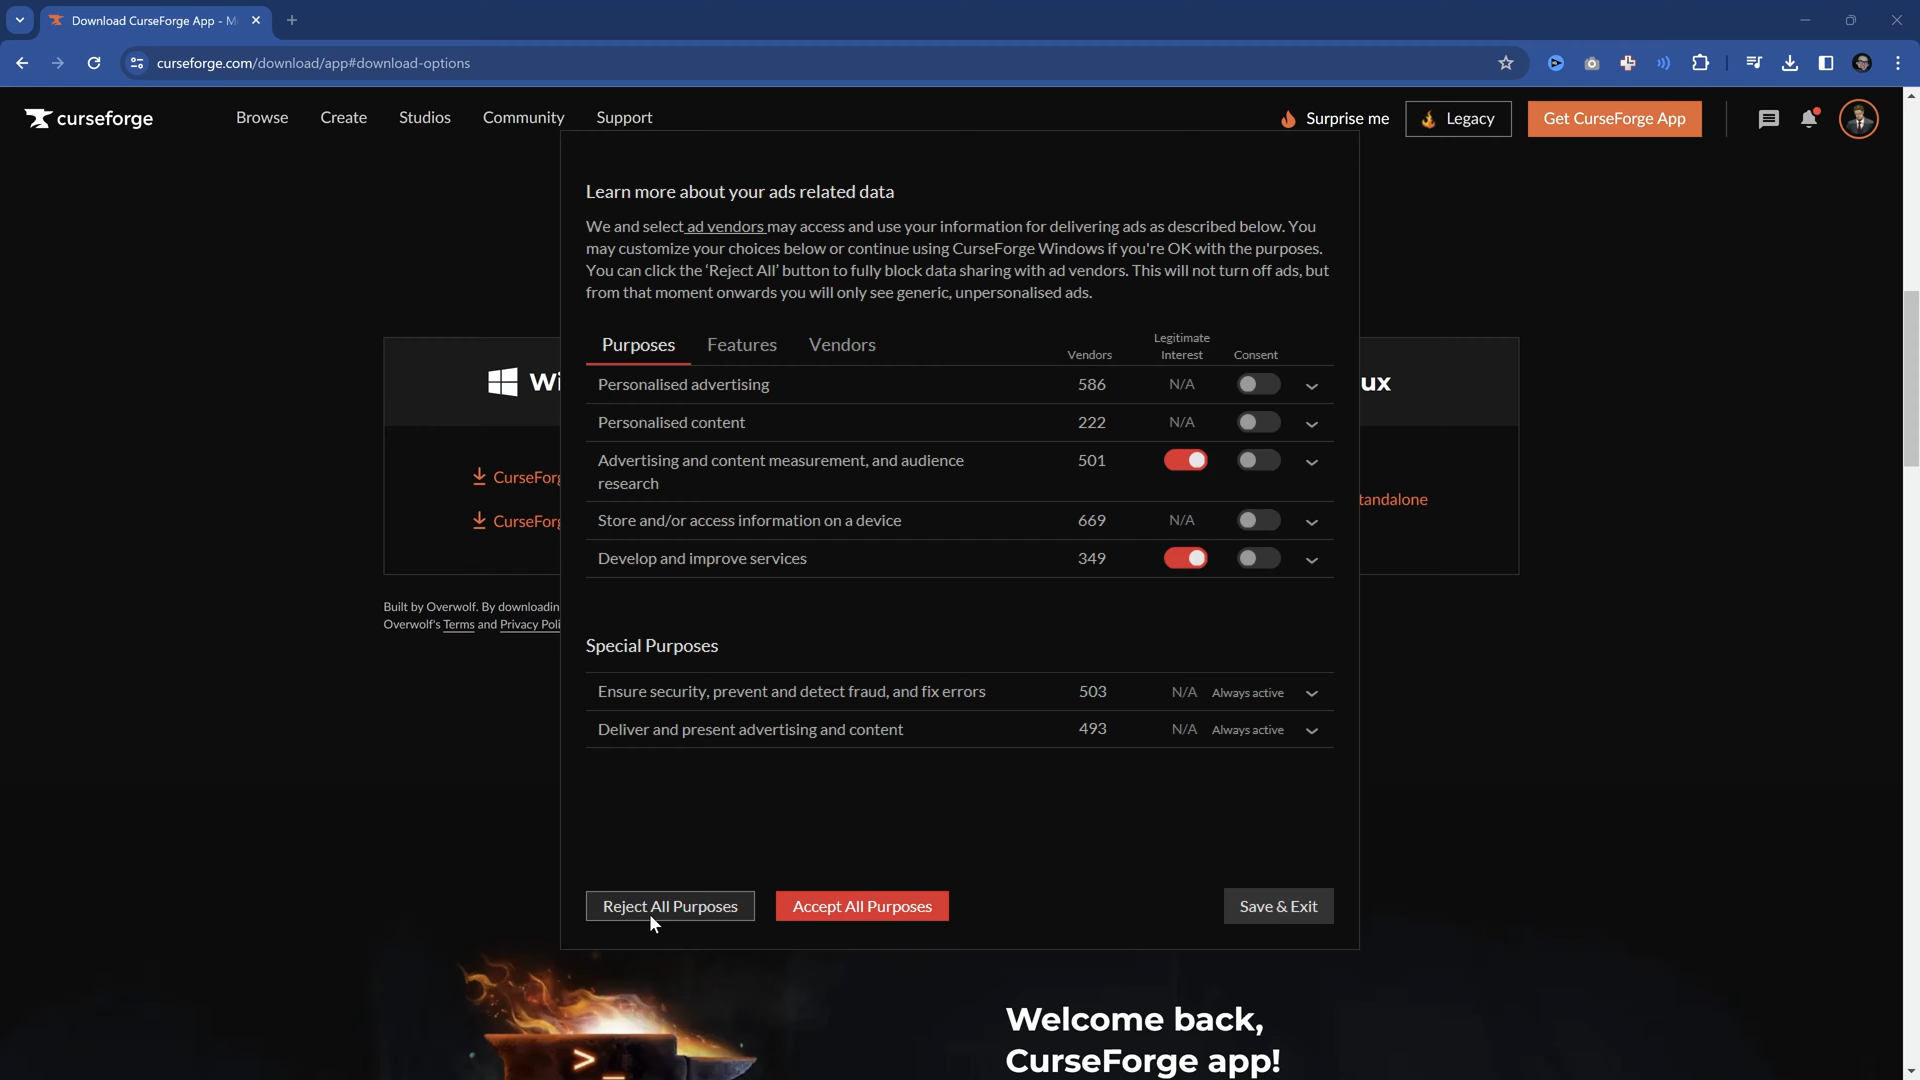 Download CurseForge App - M
curseforge.com/download/app#download-options
curseforge
Browse
Create
Studios
Community
Support
Surprise me
Legacy
Get CurseForge App
Learn more about your ads related data
We and select ad vendors may access and use your information for delivering ads as described below. You
may customize your choices below or continue using CurseForge Windows if you're OK with the purposes.
You can click the ‘Reject All’ button to fully block data sharing with ad vendors. This will not turn off ads, but
from that moment onwards you will only see generic, unpersonalised ads.
Purposes
Features
Vendors
Vendors
Legitimate
Interest
Consent
Personalised advertising 586 N/A
Personalised content 222 N/A
Advertising and content measurement, and audience
research
501
Store and/or access information on a device 669 N/A
Develop and improve services 349
Special Purposes
Ensure security, prevent and detect fraud, and fix errors 503 N/A Always active
Deliver and present advertising and content 493 N/A Always active
Reject All Purposes
Accept All Purposes
Save & Exit
Wi
ux
CurseForg
CurseForg
tandalone
Built by Overwolf. By downloadin
Overwolf's Terms and Privacy Poli
Welcome back,
CurseForge app!